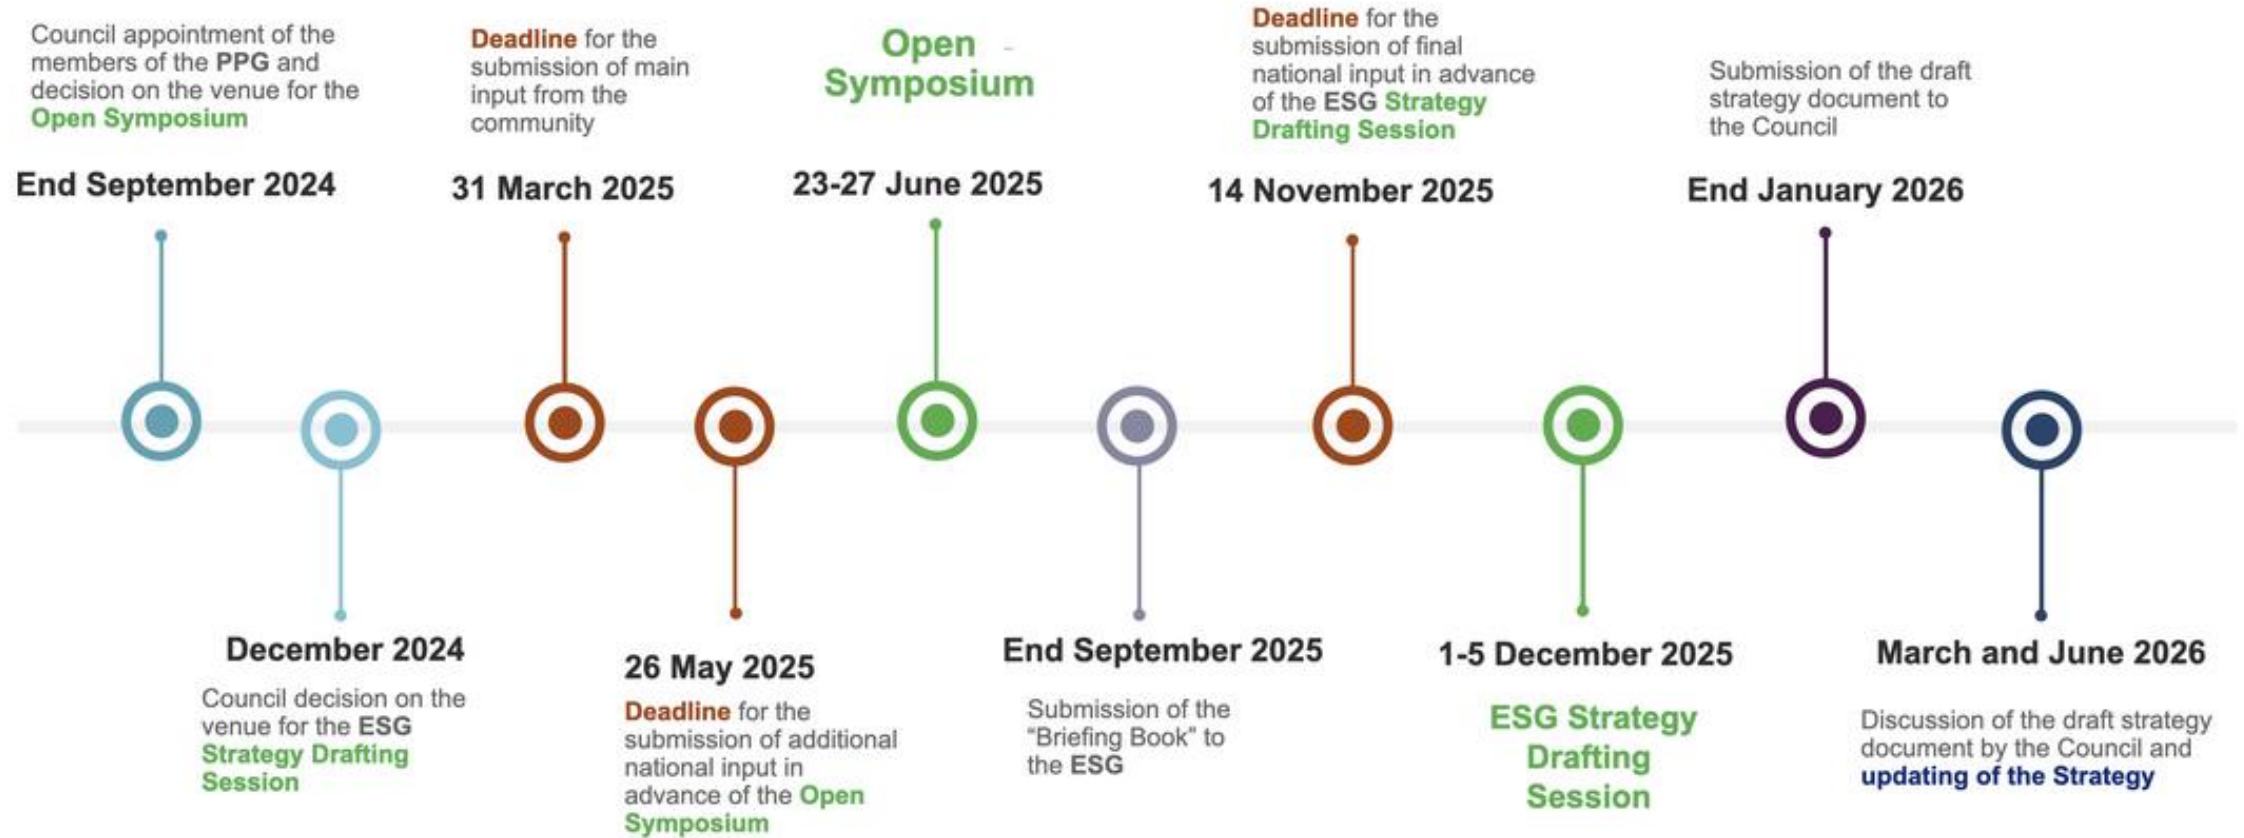 Council appointment of the
members of the PPG and
decision on the venue for the
Open Symposium
End September 2024
December 2024
Council decision on the
venue for the ESG
Strategy Drafting
Session
Deadline for the
submission of main
input from the
community
31 March 2025
26 May 2025
Deadline for the
submission of additional
national input in
advance of the Open
Symposium
Open
Symposium
23-27 June 2025
End September 2025
Submission of the
“Briefing Book” to
the ESG
Deadline for the
submission of final
national input in advance
of the ESG Strategy
Drafting Session
14 November 2025
1-5 December 2025
ESG Strategy
Drafting
Session
Submission of the draft
strategy document to
the Council
End January 2026
March and June 2026
Discussion of the draft strategy
document by the Council and
updating of the Strategy